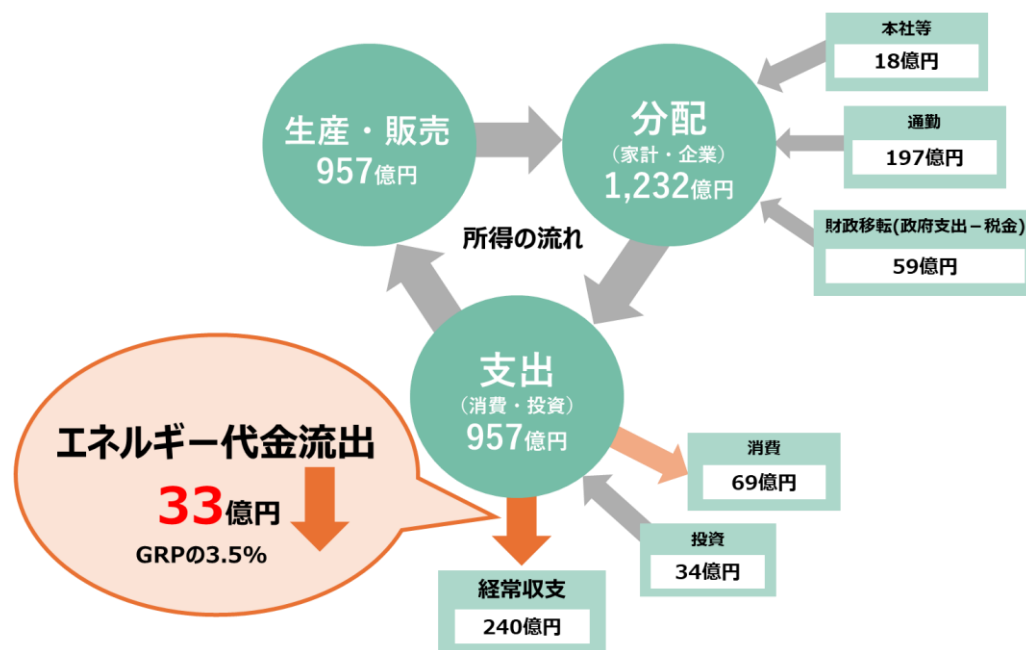 生産・販売
957億円
分配
（家計・企業）
1,232億円
本社等
18億円
通勤
197億円
財政移転(政府支出－税金)
59億円
所得の流れ
支出
（消費・投資）
957億円
エネルギー代金流出
33億円
GRPの3.5%
消費
69億円
投資
34億円
経常収支
240億円